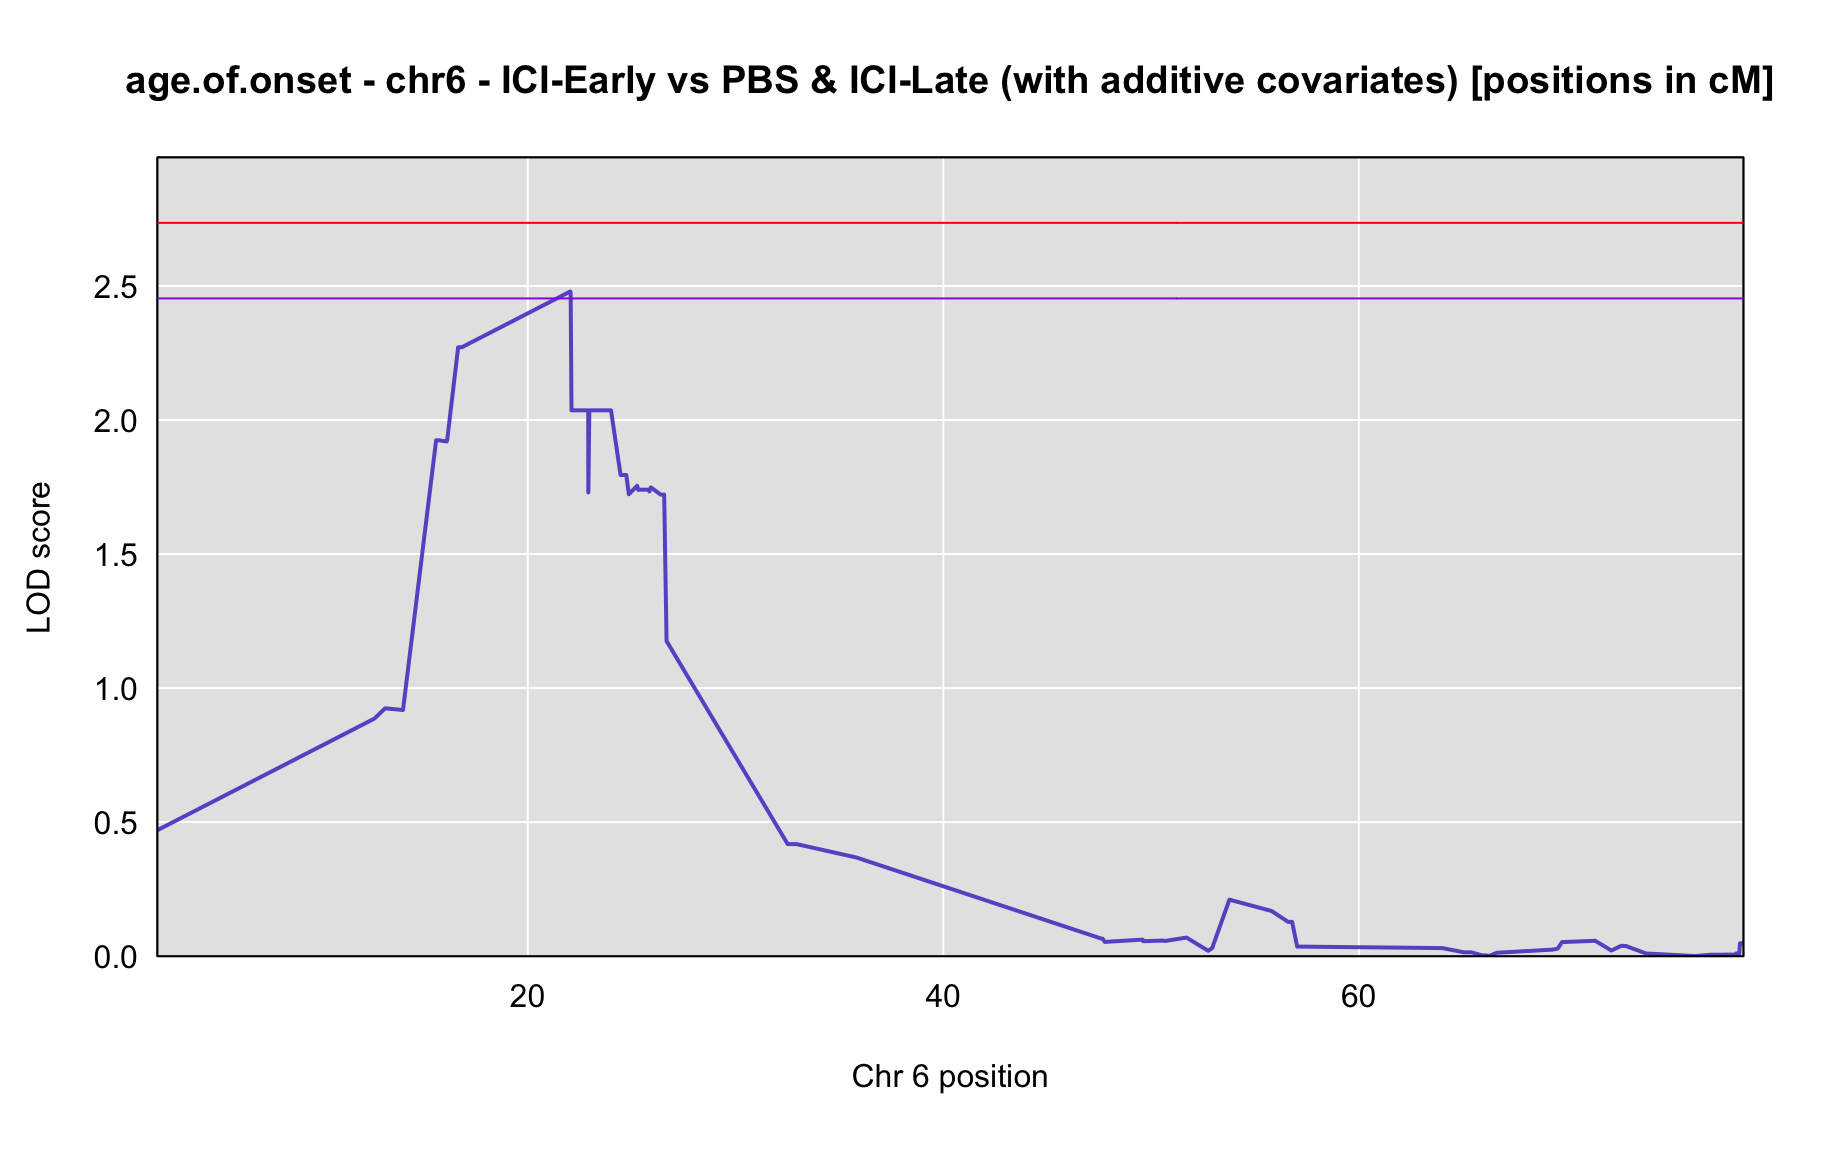 age.of.onset - chr6 - ICI-Early vs PBS & ICI-Late (with additive covariates) [positions in cM]
LOD score
2.5
2.0
1.5
1.0
0.5
0.0
20 40 60
Chr 6 position